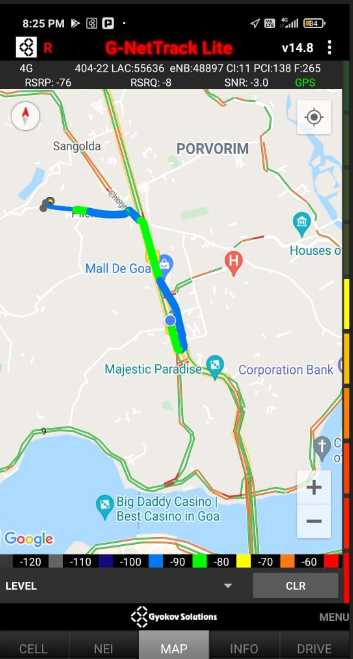 8:25 PM 4G 84
R G-NetTrack Lite v14.8
4G 404-22 LAC:55636 eNB:48897 CI:11 PCI:138 F:265
RSRP: -76 RSRQ: -8 SNR: -3.0 GPS
PORVORIM
Sangolda
Houses o
Mall De Goa
H
Majestic Paradise
Corporation Bank
9
C
Big Daddy Casino |
Best Casino in Goa
+
−
Google
-120 -110 -100 -90 -80 -70 -60
LEVEL CLR
Gyokov Solutions MENU
CELL NEI MAP INFO DRIVE